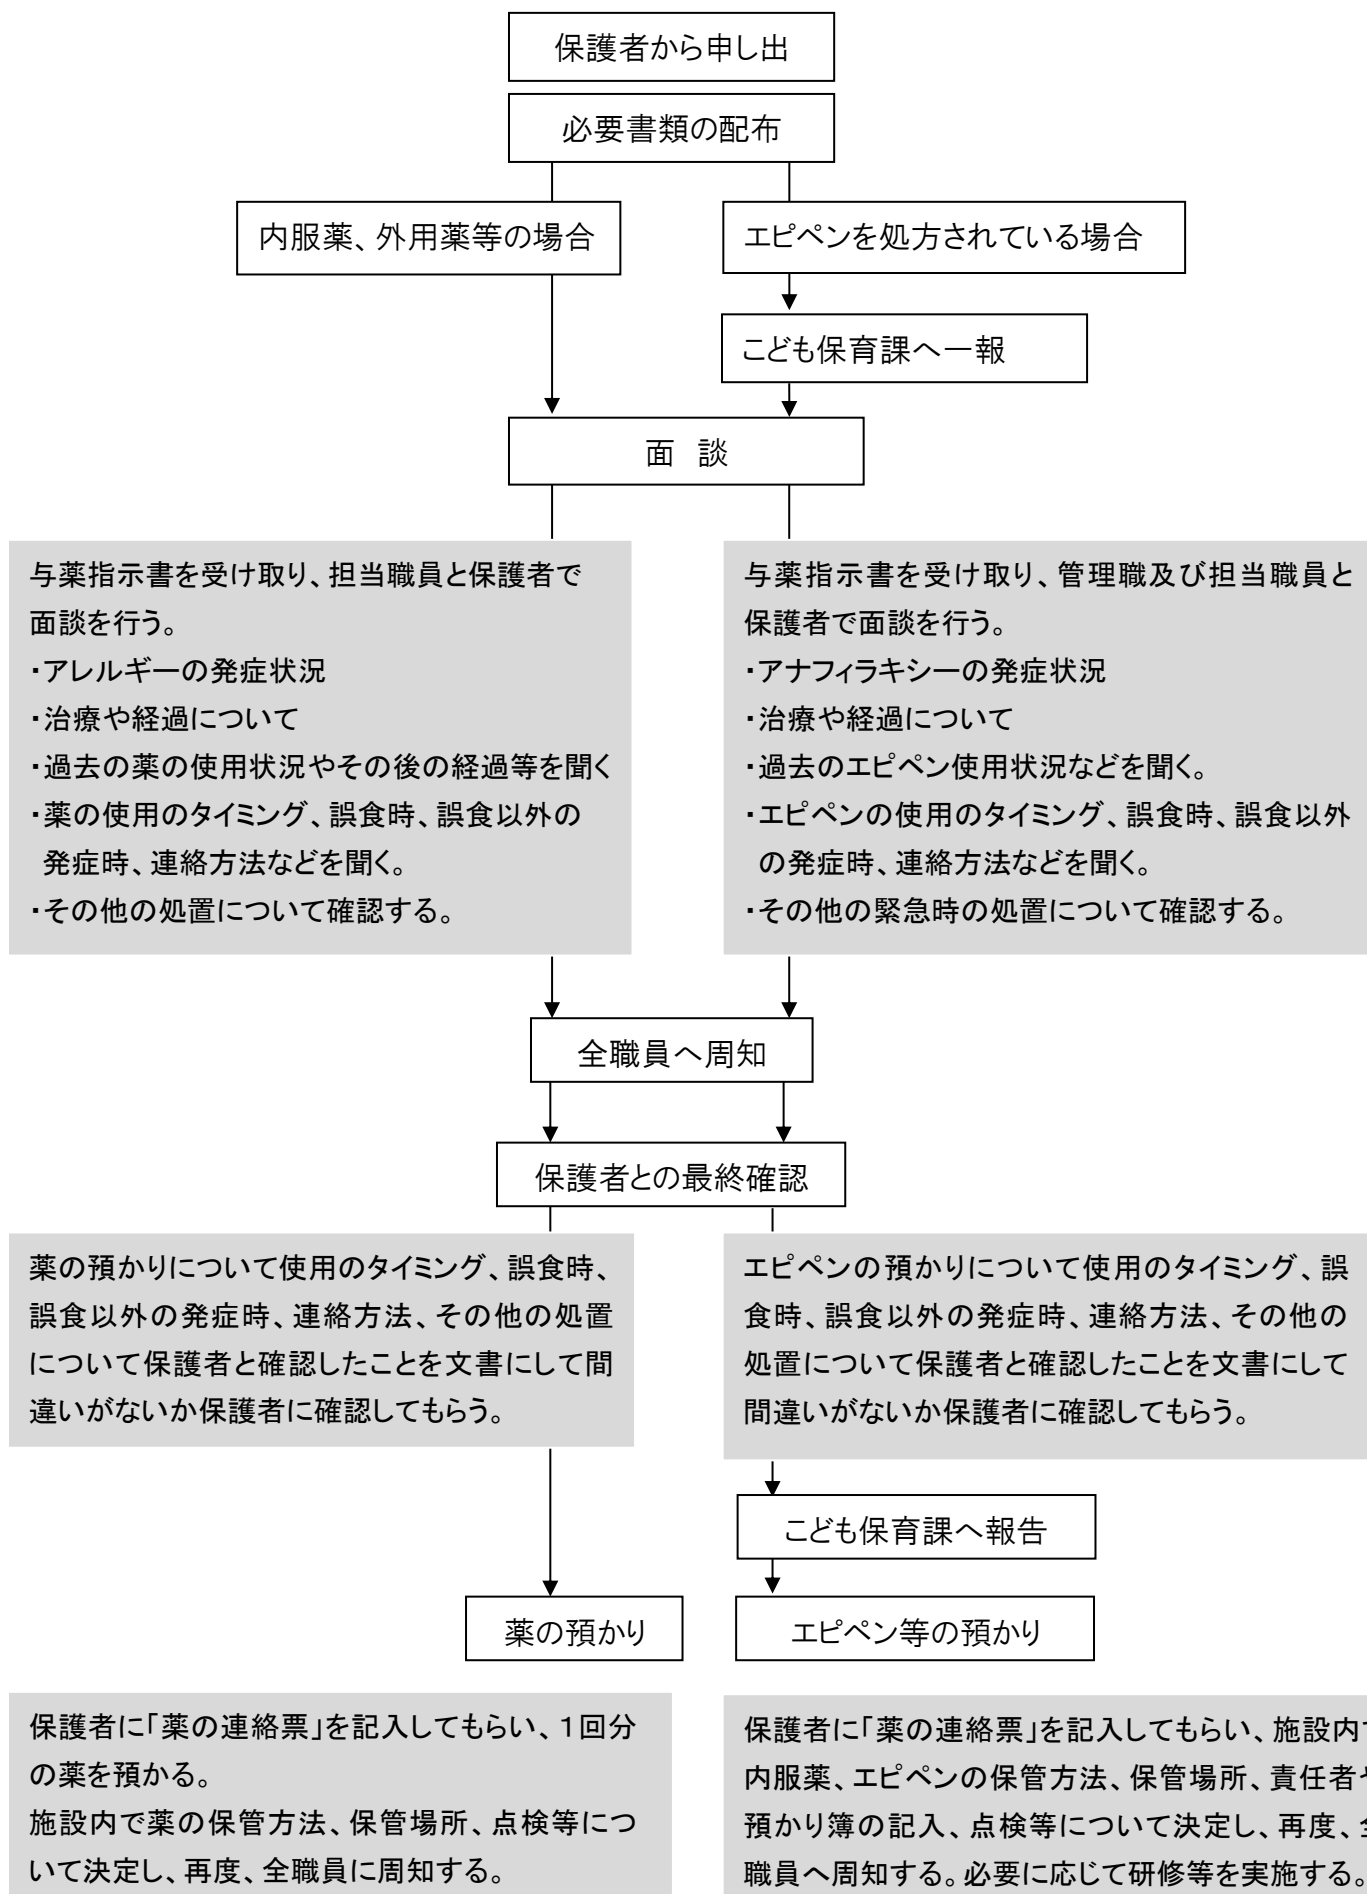 保護者から申し出
必要書類の配布
内服薬、外用薬等の場合
エピペンを処方されている場合
こども保育課へ一報
面　談
与薬指示書を受け取り、担当職員と保護者で
面談を行う。
・アレルギーの発症状況
・治療や経過について
・過去の薬の使用状況やその後の経過等を聞く
・薬の使用のタイミング、誤食時、誤食以外の
発症時、連絡方法などを聞く。
・その他の処置について確認する。
与薬指示書を受け取り、管理職及び担当職員と
保護者で面談を行う。
・アナフィラキシーの発症状況
・治療や経過について
・過去のエピペン使用状況などを聞く。
・エピペンの使用のタイミング、誤食時、誤食以外
の発症時、連絡方法などを聞く。
・その他の緊急時の処置について確認する。
全職員へ周知
保護者との最終確認
薬の預かりについて使用のタイミング、誤食時、
誤食以外の発症時、連絡方法、その他の処置
について保護者と確認したことを文書にして間
違いがないか保護者に確認してもらう。
エピペンの預かりについて使用のタイミング、誤
食時、誤食以外の発症時、連絡方法、その他の
処置について保護者と確認したことを文書にして
間違いがないか保護者に確認してもらう。
こども保育課へ報告
薬の預かり
エピペン等の預かり
保護者に「薬の連絡票」を記入してもらい、１回分
の薬を預かる。
施設内で薬の保管方法、保管場所、点検等につ
いて決定し、再度、全職員に周知する。
保護者に「薬の連絡票」を記入してもらい、施設内
内服薬、エピペンの保管方法、保管場所、責任者
預かり簿の記入、点検等について決定し、再度、
職員へ周知する。必要に応じて研修等を実施する。